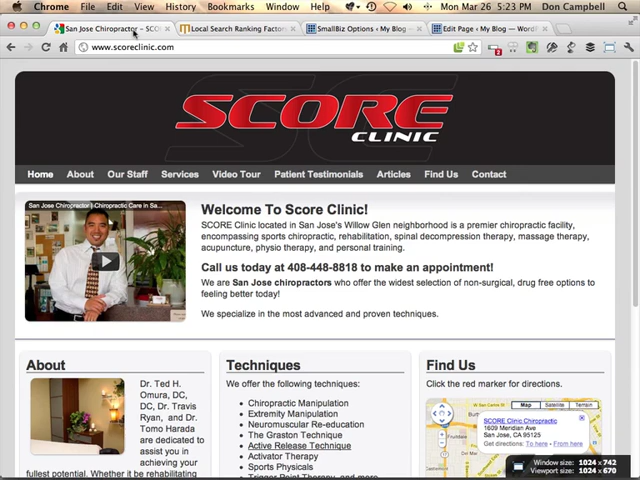 Chrome File Edit View History Bookmarks Window Help Mon Mar 26 5:23 PM Don Campbell
San Jose Chiropractor – SCO Local Search Ranking Factor SmallBiz Options ‹ My Blog — Edit Page ‹ My Blog — WordP
www.scoreclinic.com
SCORE
CLINIC
Home About Our Staff Services Video Tour Patient Testimonials Articles Find Us Contact
San Jose Chiropractor | Chiropractic Care in Sa...
Welcome To Score Clinic!
SCORE Clinic located in San Jose's Willow Glen neighborhood is a premier chiropractic facility,
encompassing sports chiropractic, rehabilitation, spinal decompression therapy, massage therapy,
acupuncture, physio therapy, and personal training.
Call us today at 408-448-8818 to make an appointment!
We are San Jose chiropractors who offer the widest selection of non-surgical, drug free options to
feeling better today!
We specialize in the most advanced and proven techniques.
About
Dr. Ted H.
Omura, DC,
DC, Dr. Travis
Ryan, and Dr.
Tomo Harada
are dedicated to
assist you in
achieving your
fullest potential. Whether it be rehabilitating
Techniques
We offer the following techniques:
• Chiropractic Manipulation
• Extremity Manipulation
• Neuromuscular Re-education
• The Graston Technique
• Active Release Technique
• Activator Therapy
• Sports Physicals
• Trigger Point Therapy, and more
Find Us
Click the red marker for directions.
W San Carlos St
Map Satellite Terrain
SCORE Clinic Chiropractic
1609 Meridian Ave
San Jose, CA 95125
Get directions: To here - From here
Window size: 1024 x 742
Viewport size: 1024 x 670